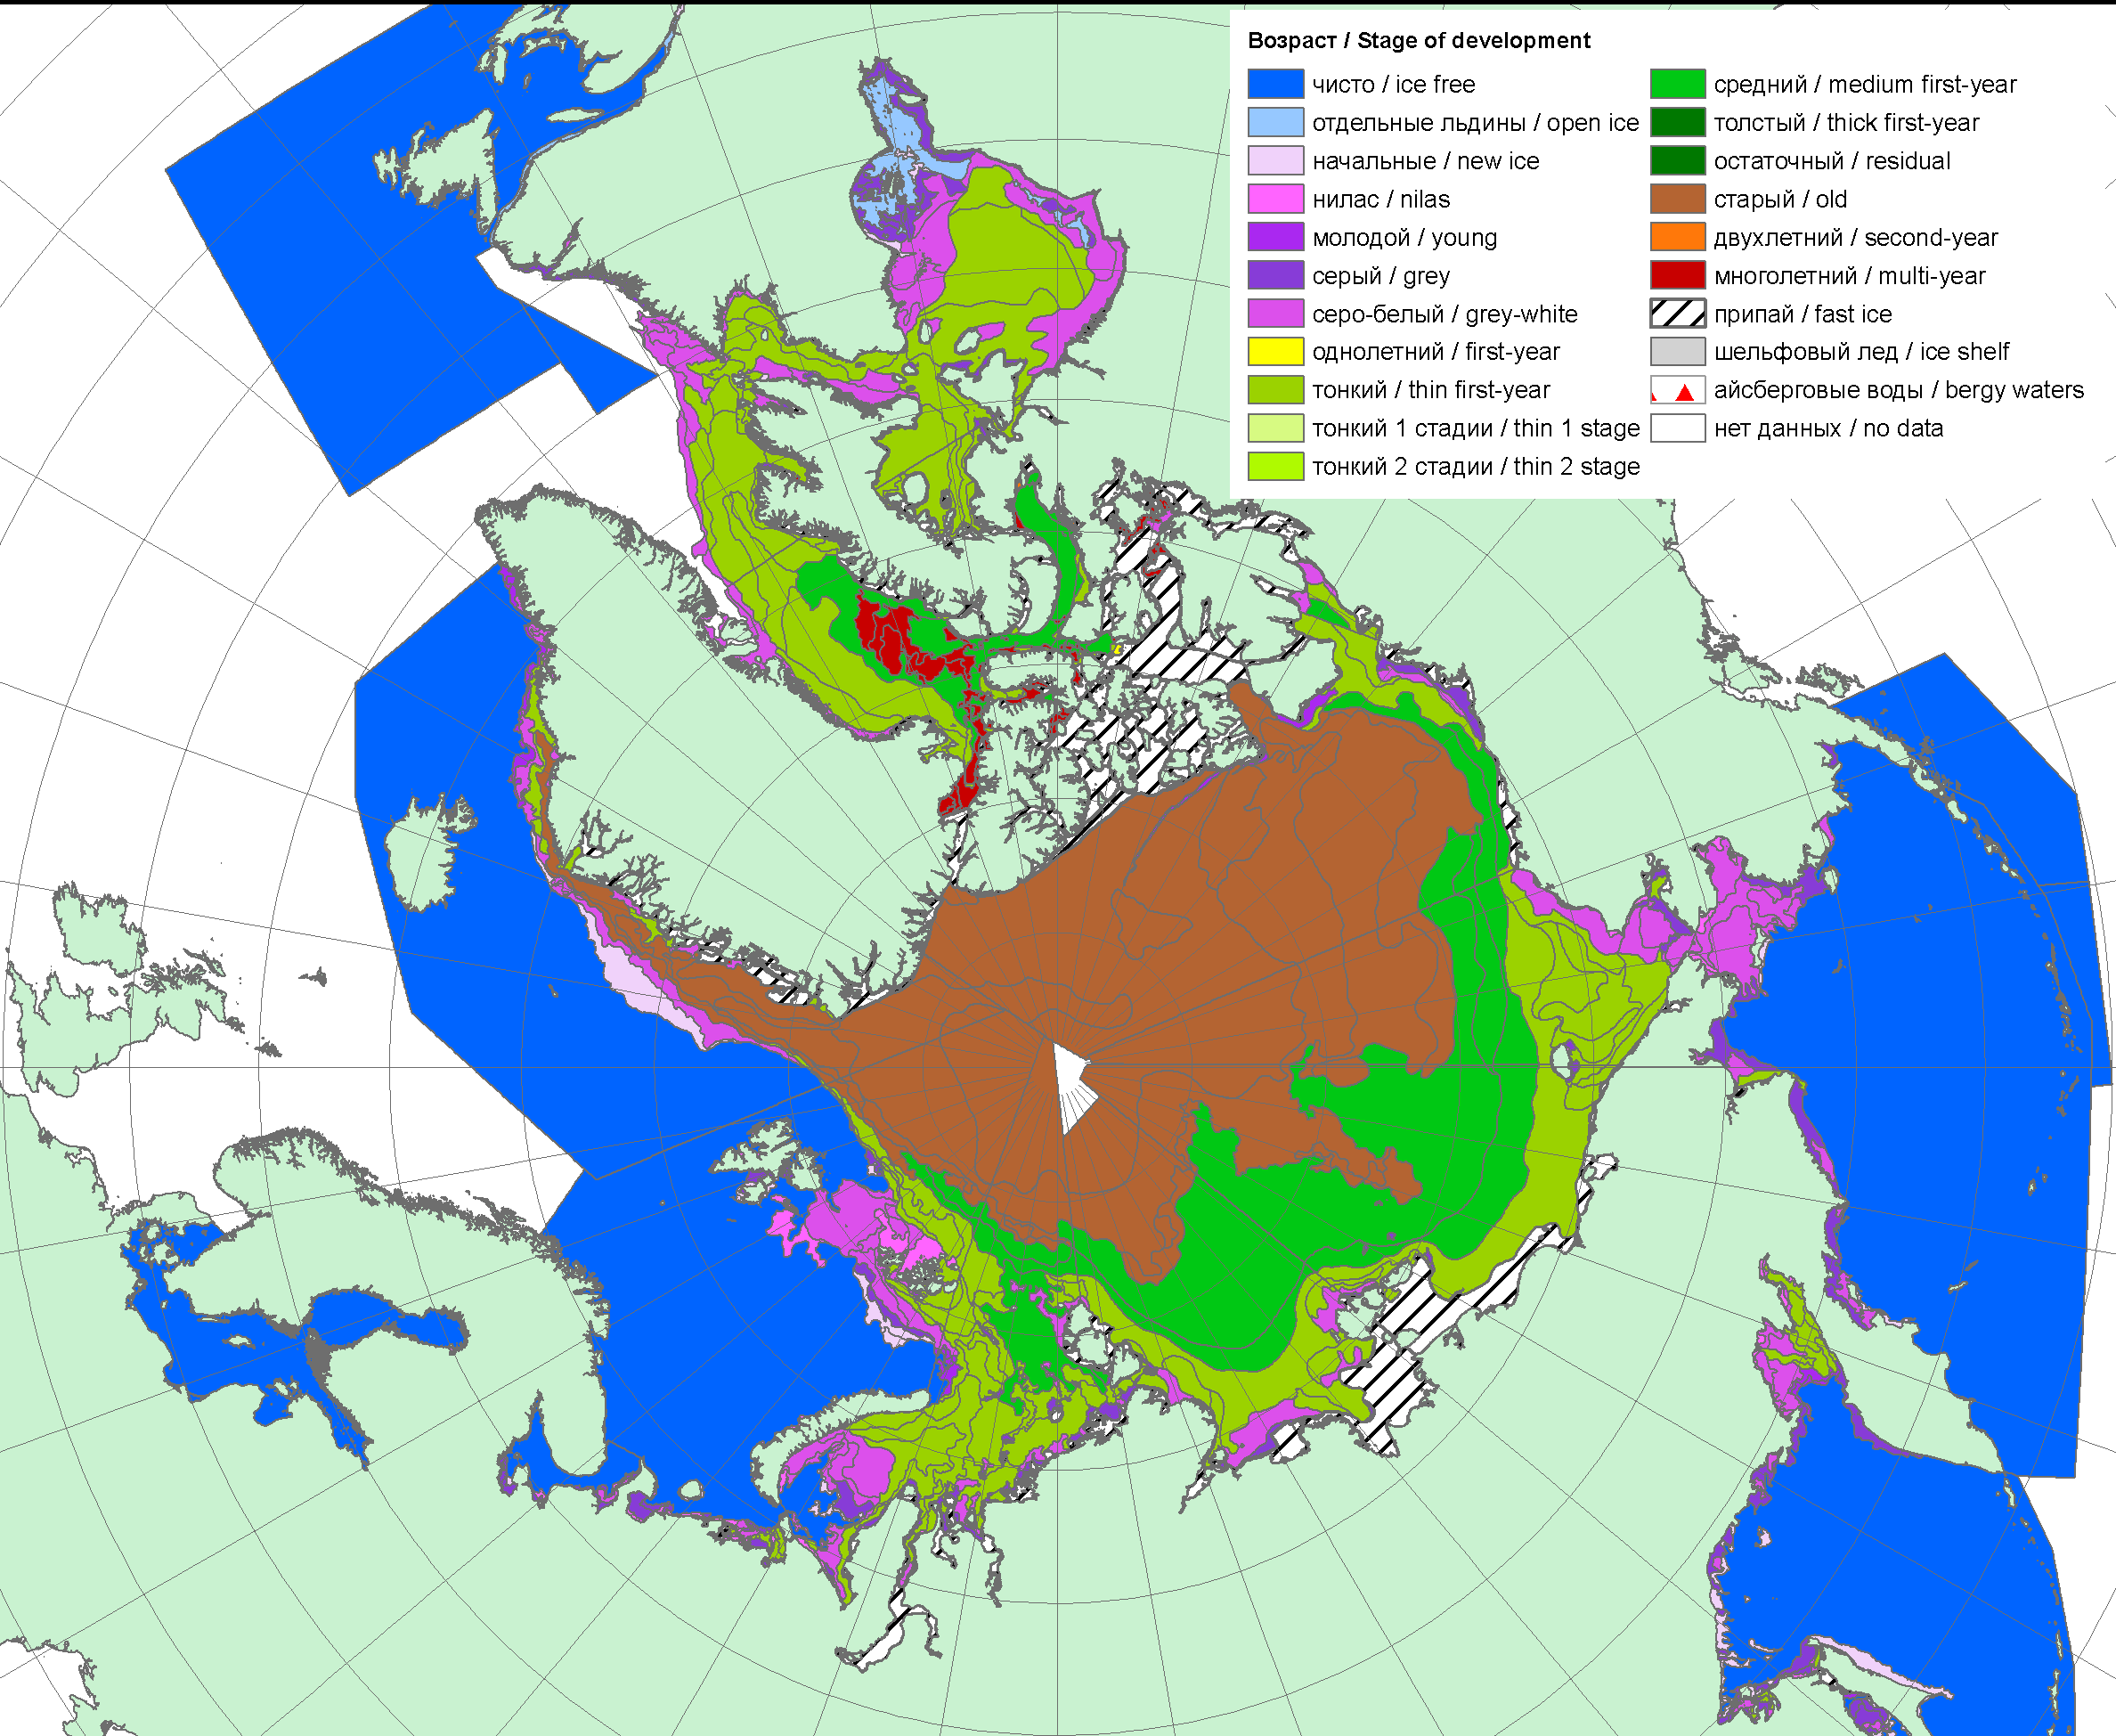 Возраст / Stage of development
чисто / ice free
отдельные льдины / open ice
начальные / new ice
нилас / nilas
молодой / young
серый / grey
серо-белый / grey-white
однолетний / first-year
тонкий / thin first-year
тонкий 1 стадии / thin 1 stage
тонкий 2 стадии / thin 2 stage
средний / medium first-year
толстый / thick first-year
остаточный / residual
старый / old
двухлетний / second-year
многолетний / multi-year
припай / fast ice
шельфовый лед / ice shelf
айсберговые воды / bergy waters
нет данных / no data